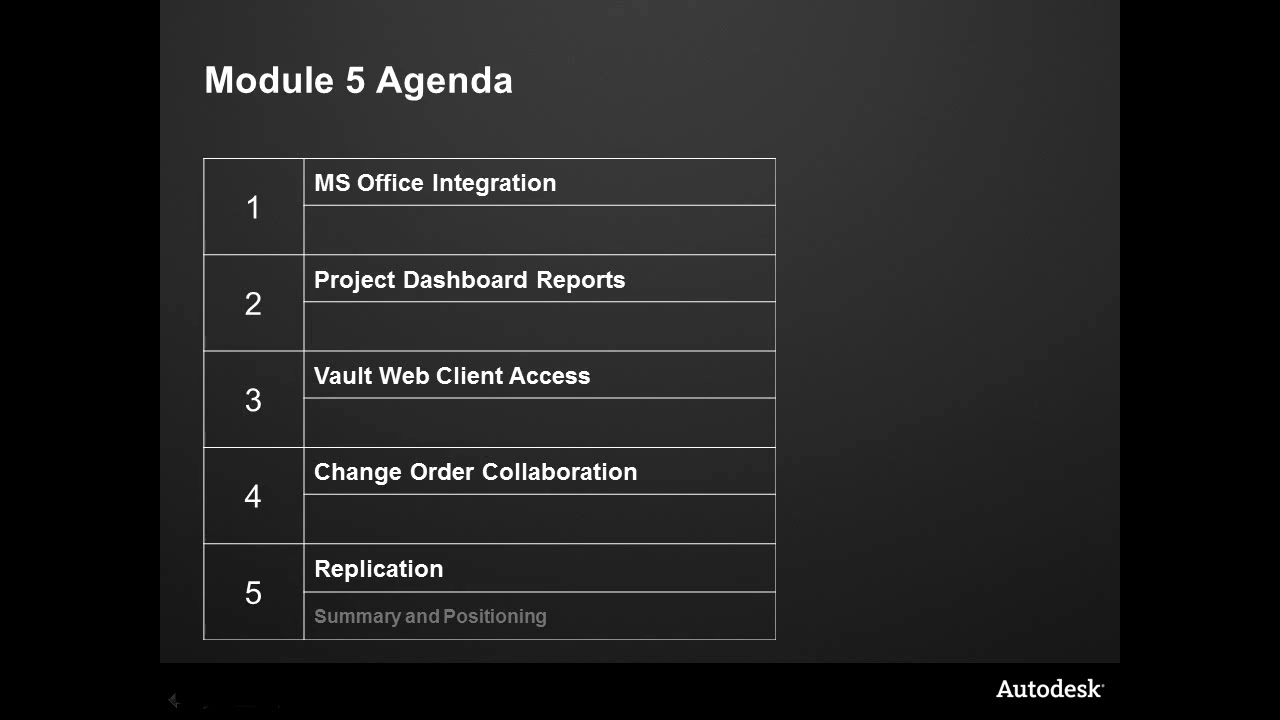 Module 5 Agenda
1
MS Office Integration
2
Project Dashboard Reports
3
Vault Web Client Access
4
Change Order Collaboration
5
Replication
Summary and Positioning
Autodesk